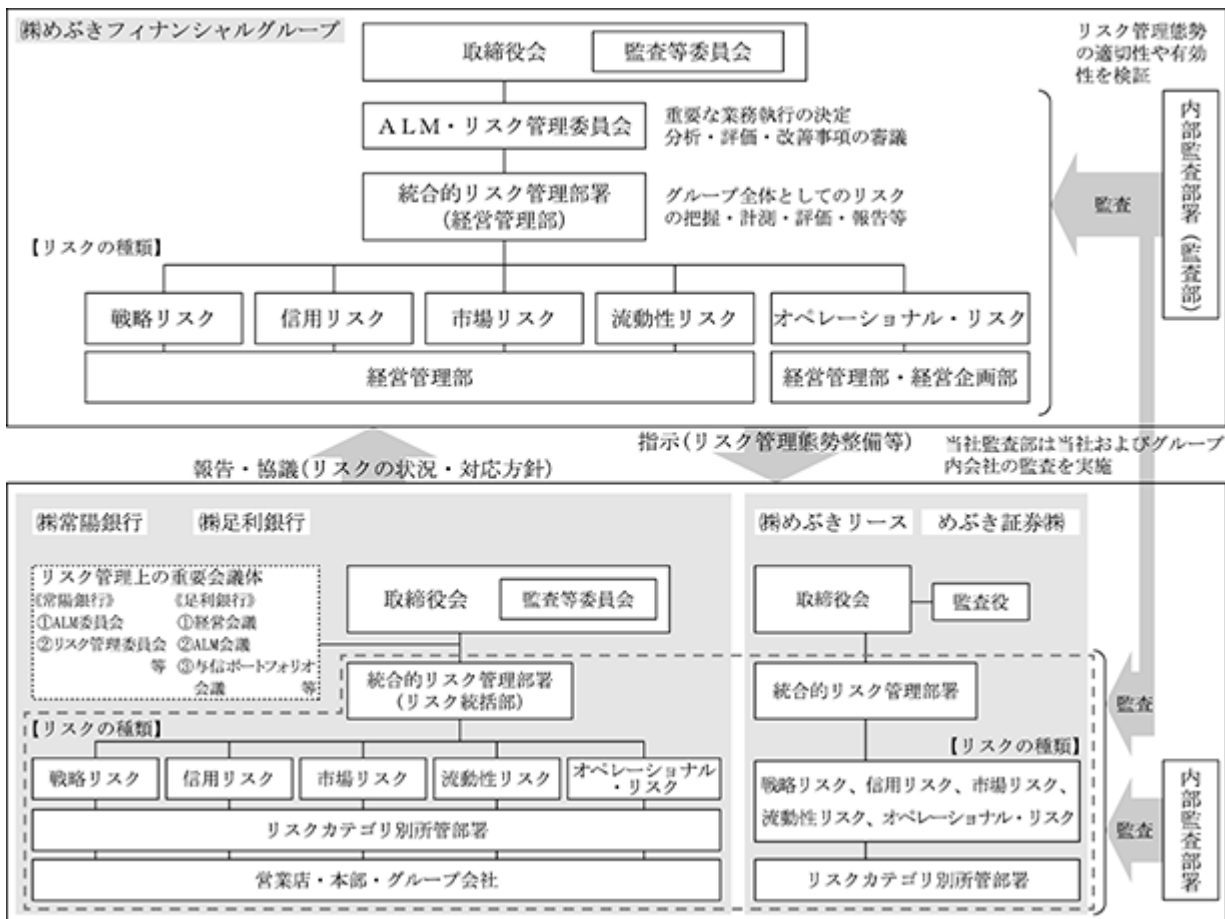 ㈱めぶきフィナンシャルグループ
取締役会
監査等委員会
リスク管理態勢
の適切性や有効
性を検証
ALM・リスク管理委員会
重要な業務執行の決定
分析・評価・改善事項の審議
統合的リスク管理部署
(経営管理部)
グループ全体としてのリスク
の把握・計測・評価・報告等
監査
内部監査部署(監査部)
【リスクの種類】
戦略リスク
信用リスク
市場リスク
流動性リスク
オペレーショナル・リスク
経営管理部
経営管理部・経営企画部
報告・協議(リスクの状況・対応方針)
指示(リスク管理態勢整備等)
当社監査部は当社およびグループ
内会社の監査を実施
㈱常陽銀行
㈱足利銀行
リスク管理上の重要会議体
《常陽銀行》
①ALM委員会
②リスク管理委員会
等
《足利銀行》
①経営会議
②ALM会議
③与信ポートフォリオ
会議 等
取締役会
監査等委員会
統合的リスク管理部署
(リスク統括部)
【リスクの種類】
戦略リスク
信用リスク
市場リスク
流動性リスク
オペレーショナル
・リスク
リスクカテゴリ別所管部署
営業店・本部・グループ会社
㈱めぶきリース
めぶき証券㈱
取締役会
監査役
統合的リスク管理部署
【リスクの種類】
戦略リスク、信用リスク、市場リスク、
流動性リスク、オペレーショナル・リスク
リスクカテゴリ別所管部署
監査
監査
内部監査部署